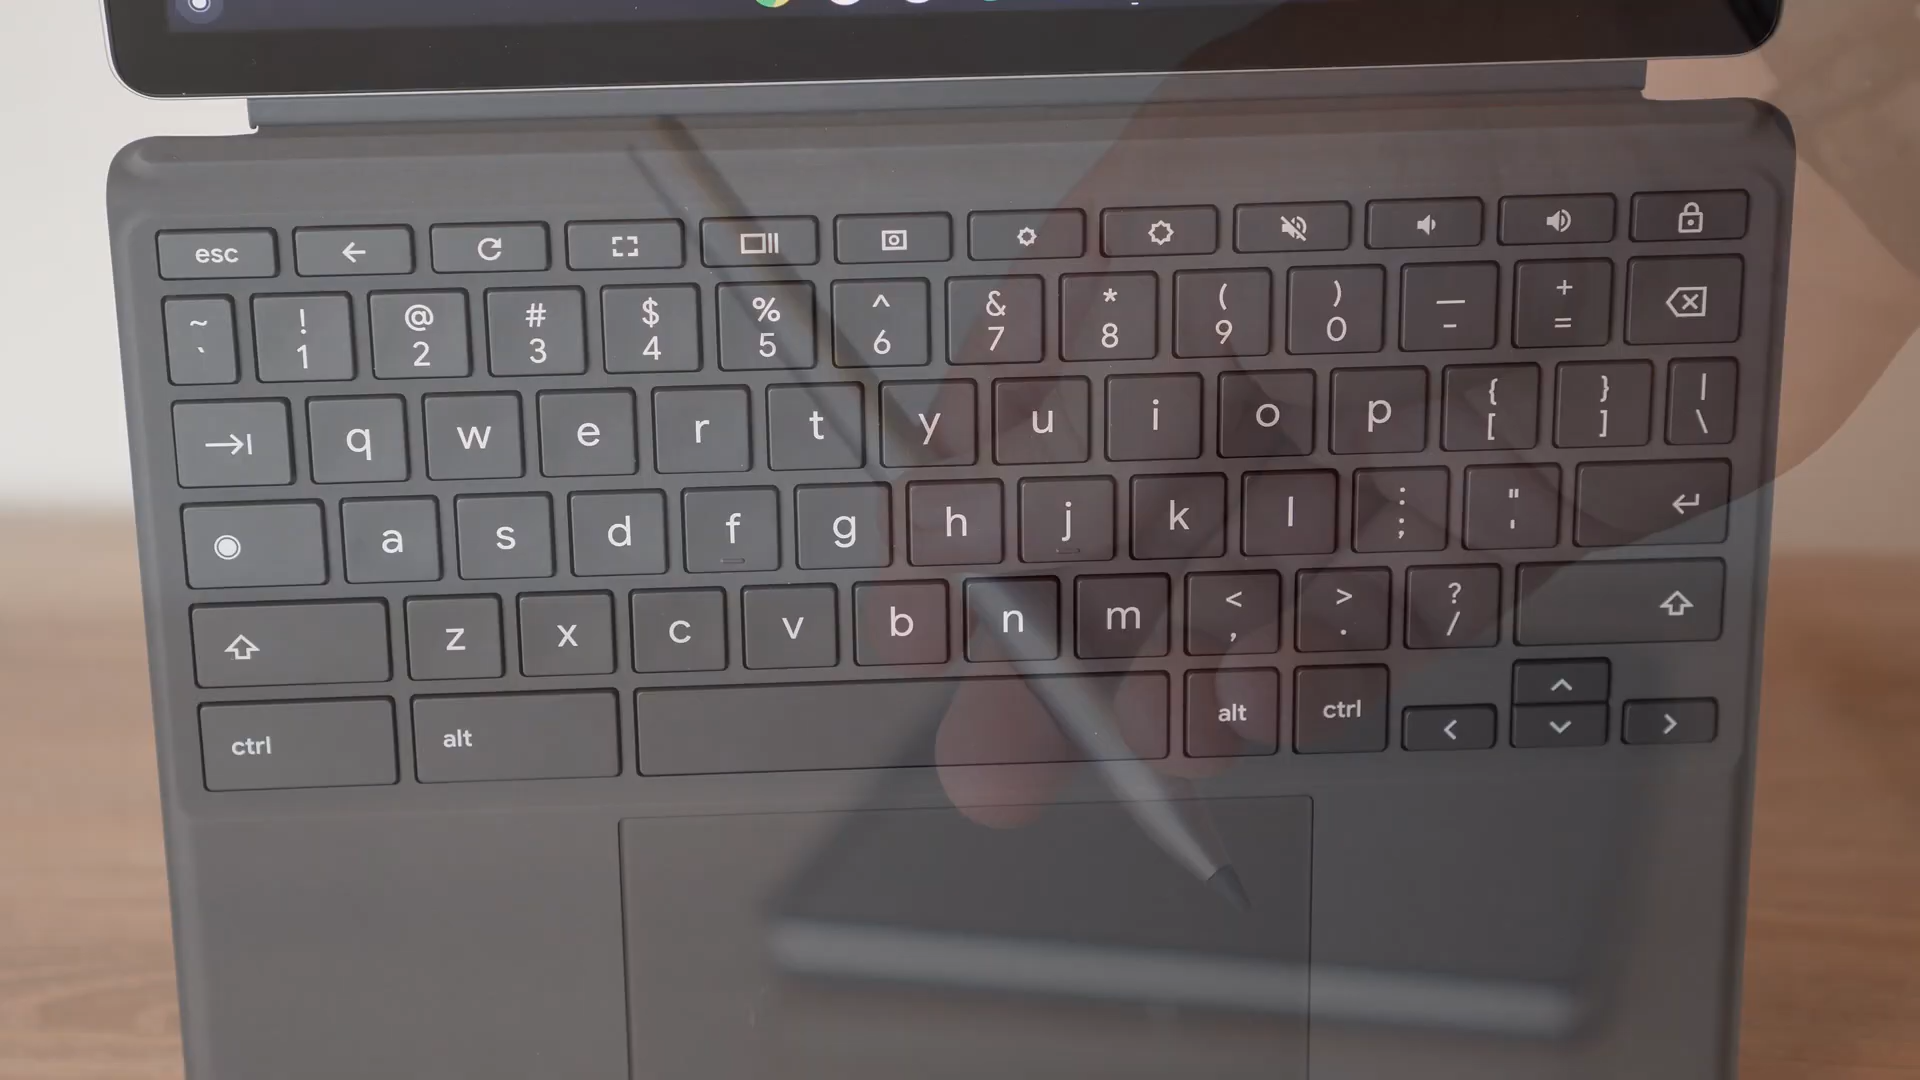 esc
~ ! @ # $ % ^ & * ( ) — +
` 1 2 3 4 5 6 7 8 9 0 - =
q w e r t y u i o p { } |
[ ] \
a s d f g h j k l : "
; '
z x c v b n m < > ?
, . /
ctrl alt alt ctrl